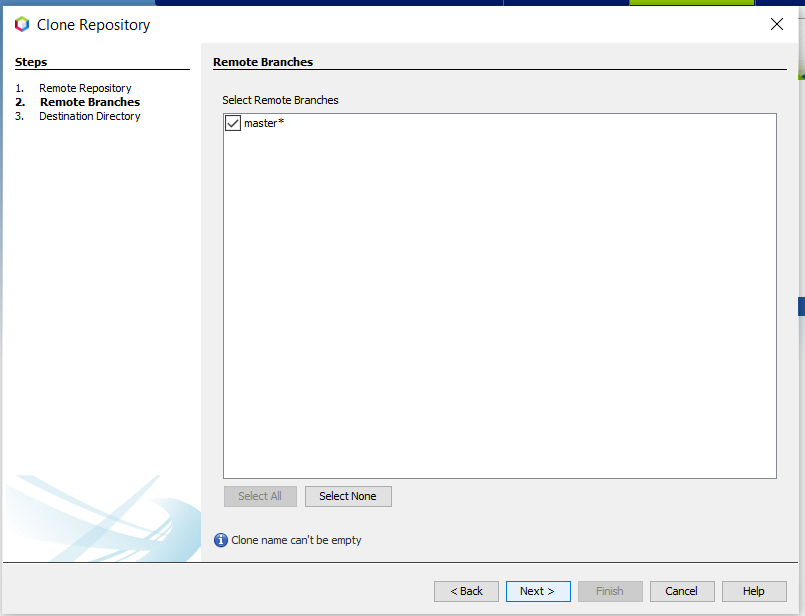 Clone Repository
Steps
1. Remote Repository
2. Remote Branches
3. Destination Directory
Remote Branches
Select Remote Branches
master*
Select All
Select None
Clone name can't be empty
< Back
Next >
Finish
Cancel
Help